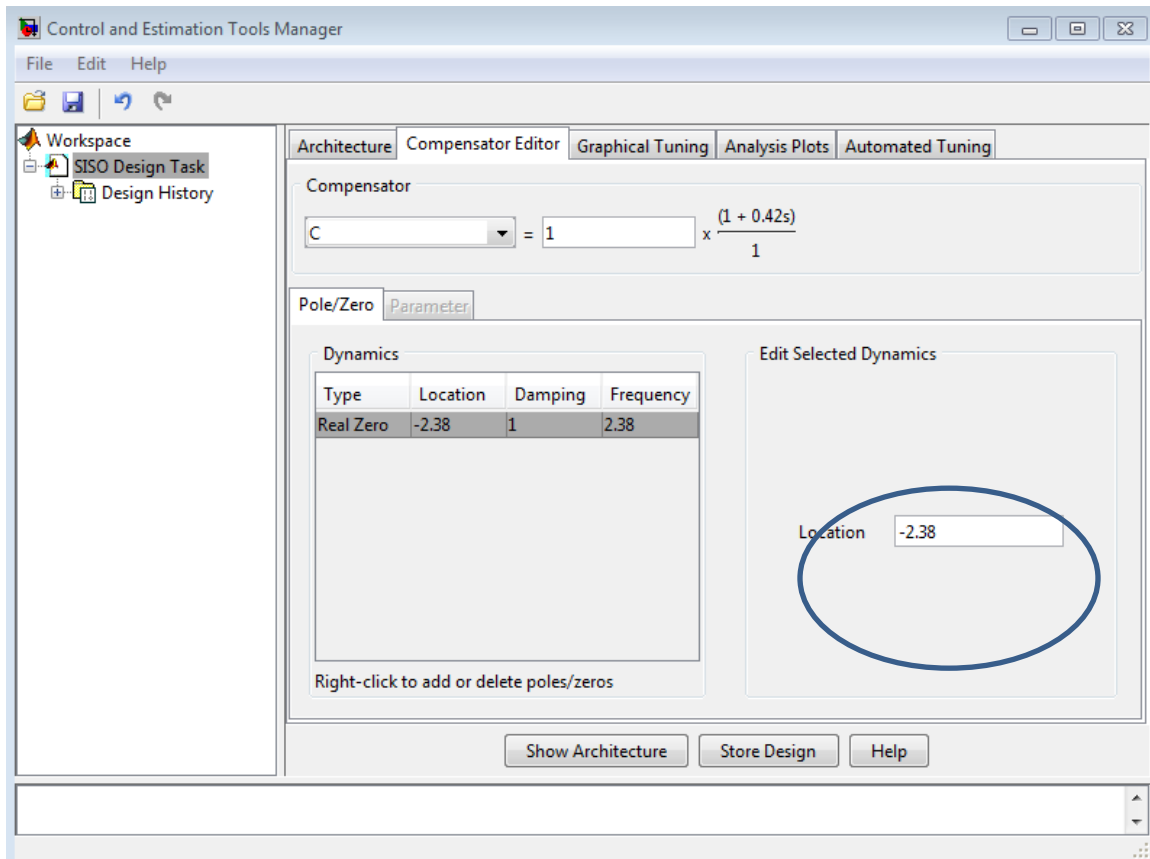 Control and Estimation Tools Manager
File Edit Help
Workspace
SISO Design Task
Design History
Architecture Compensator Editor Graphical Tuning Analysis Plots Automated Tuning
Compensator
C = 1 x (1 + 0.42s)
1
Pole/Zero Parameter
Dynamics
Type Location Damping Frequency
Real Zero -2.38 1 2.38
Right-click to add or delete poles/zeros
Edit Selected Dynamics
Location -2.38
Show Architecture Store Design Help